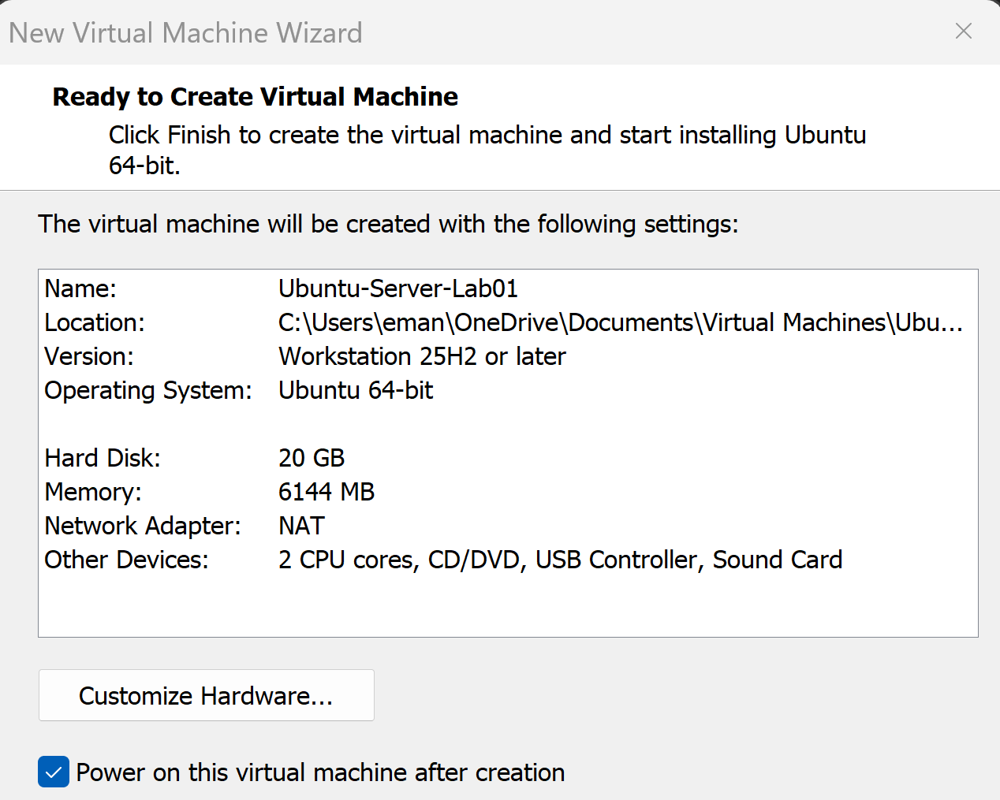 New Virtual Machine Wizard
Ready to Create Virtual Machine
Click Finish to create the virtual machine and start installing Ubuntu
64-bit.
The virtual machine will be created with the following settings:
Name: Ubuntu-Server-Lab01
Location: C:\Users\eman\OneDrive\Documents\Virtual Machines\Ubu...
Version: Workstation 25H2 or later
Operating System: Ubuntu 64-bit
Hard Disk: 20 GB
Memory: 6144 MB
Network Adapter: NAT
Other Devices: 2 CPU cores, CD/DVD, USB Controller, Sound Card
Customize Hardware...
Power on this virtual machine after creation